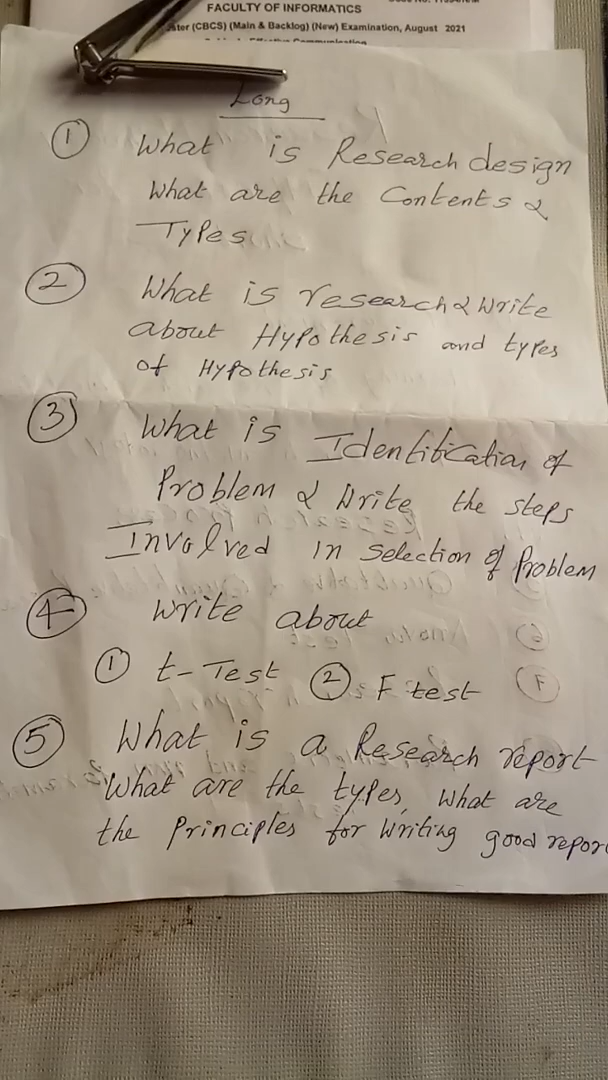 FACULTY OF INFORMATICS
(CBCS) (Main & Backlog) (New) Examination, August 2021
Long
① What is Research design
What are the Contents &
Types
② What is research & Write
about Hypothesis and types
of Hypothesis
③ What is Identification of
Problem & Write the steps
Involved in Selection of Problem
④ write about
① t-Test ② F test
⑤ What is a Research report
What are the types, What are
the Principles for Writing good repor